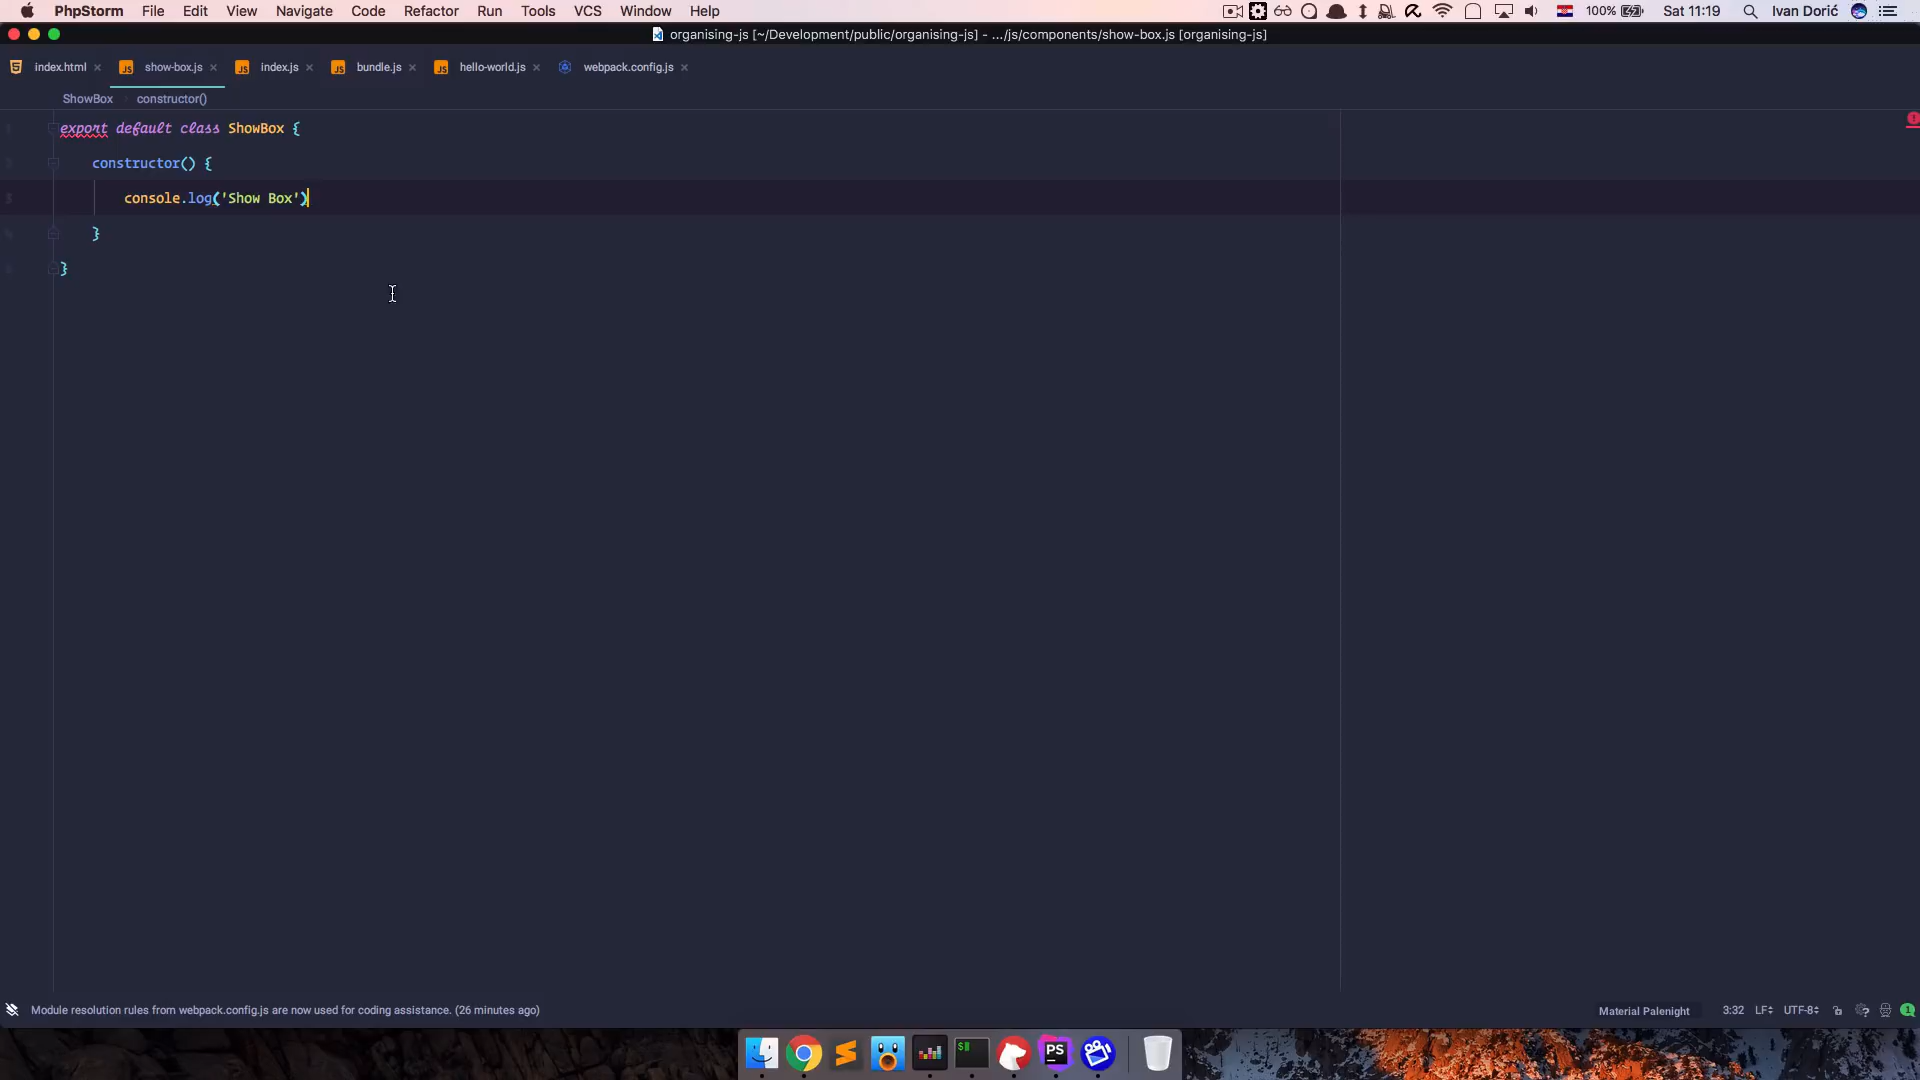 PhpStorm File Edit View Navigate Code Refactor Run Tools VCS Window Help 100% Sat 11:19 Ivan Dorić
organising-js [~/Development/public/organising-js] - .../js/components/show-box.js [organising-js]
index.html show-box.js index.js bundle.js hello-world.js webpack.config.js
ShowBox constructor()
export default class ShowBox {
constructor() {
console.log('Show Box')
}
}
Module resolution rules from webpack.config.js are now used for coding assistance. (26 minutes ago) Material Palenight 3:32 LF UTF-8 1
$ PS